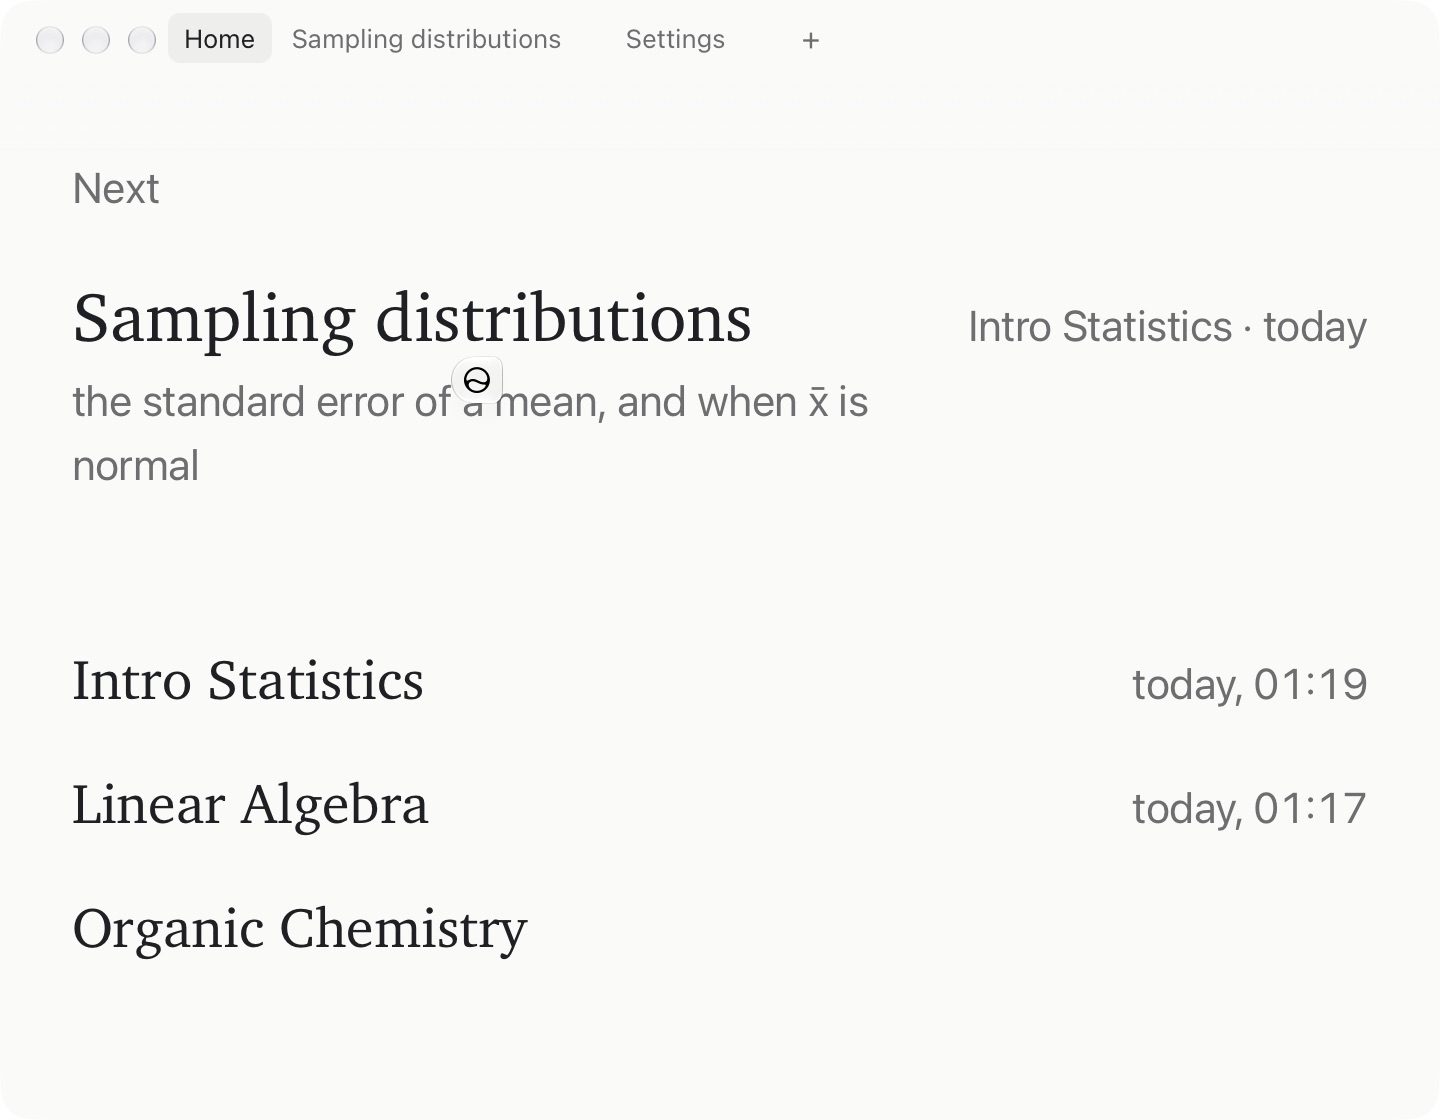 Home Sampling distributions Settings +
Next
Sampling distributions
Intro Statistics · today
the standard error of a mean, and when x̄ is
normal
Intro Statistics today, 01:19
Linear Algebra today, 01:17
Organic Chemistry